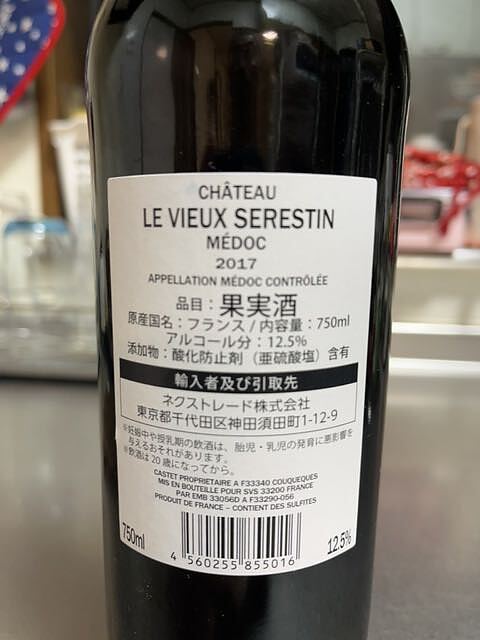 CHÂTEAU
LE VIEUX SERESTIN
MÉDOC
2017
APPELLATION MÉDOC CONTRÔLÉE
品目：果実酒
原産国名：フランス / 内容量：750ml
アルコール分：12.5%
添加物：酸化防止剤（亜硫酸塩）含有
輸入者及び引取先
ネクストレード株式会社
東京都千代田区神田須田町1-12-9
※妊娠中や授乳期の飲酒は、胎児・乳児の発育に悪影響を
与えるおそれがあります。
※飲酒は20歳になってから。
CASTET PROPRIETAIRE A F33340 COUQUEQUES
MIS EN BOUTEILLE POUR SVS 33200 FRANCE
PAR EMB 33056D A F33290-056
PRODUIT DE FRANCE – CONTIENT DES SULFITES
750ml
12.5%
4 560255 855016